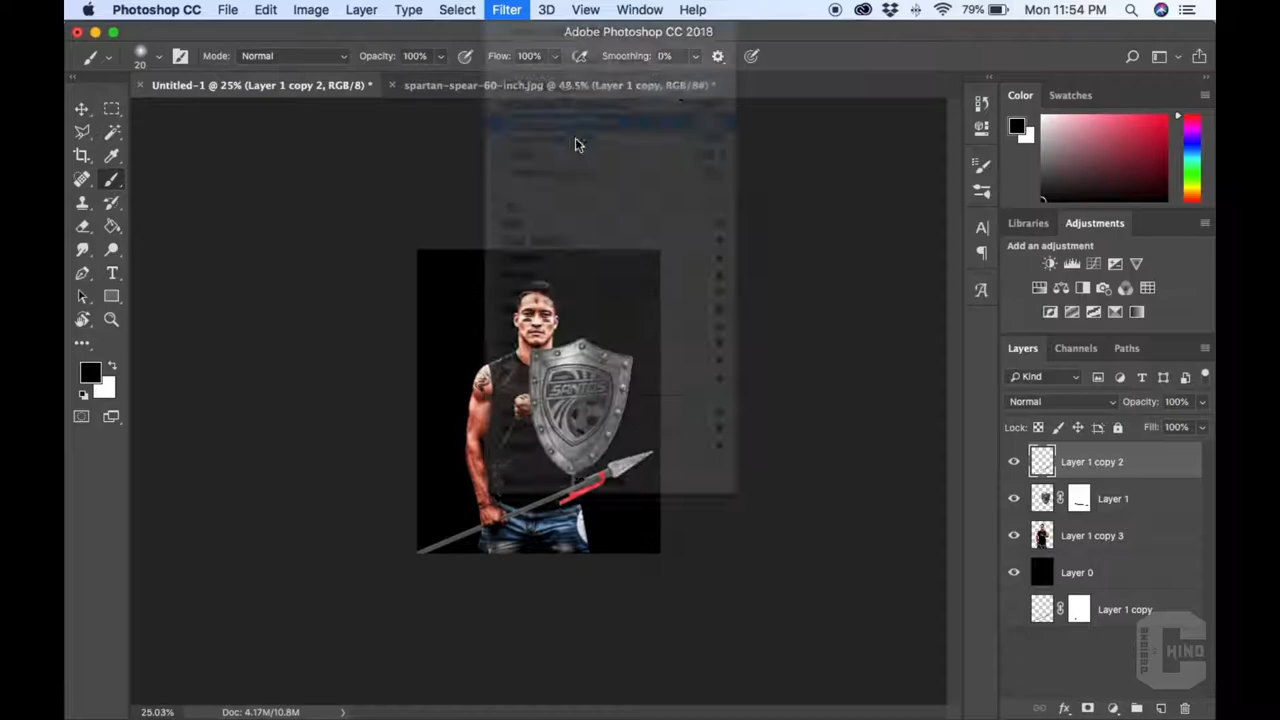 Photoshop CC File Edit Image Layer Type Select Filter 3D View Window Help 79% Mon 11:54 PM
Adobe Photoshop CC 2018
20 Mode: Normal Opacity: 100% Flow: 100% Smoothing: 0%
× Untitled-1 @ 25% (Layer 1 copy 2, RGB/8) * × spartan-spear-60-inch.jpg @ 48.5% (Layer 1 copy, RGB/8#) *
Color Swatches
Libraries Adjustments
Add an adjustment
SANTOS
Layers Channels Paths
Kind
Normal Opacity: 100%
Lock: Fill: 100%
Layer 1 copy 2
Layer 1
Layer 1 copy 3
Layer 0
Layer 1 copy
CHINO
25.03% Doc: 4.17M/10.8M